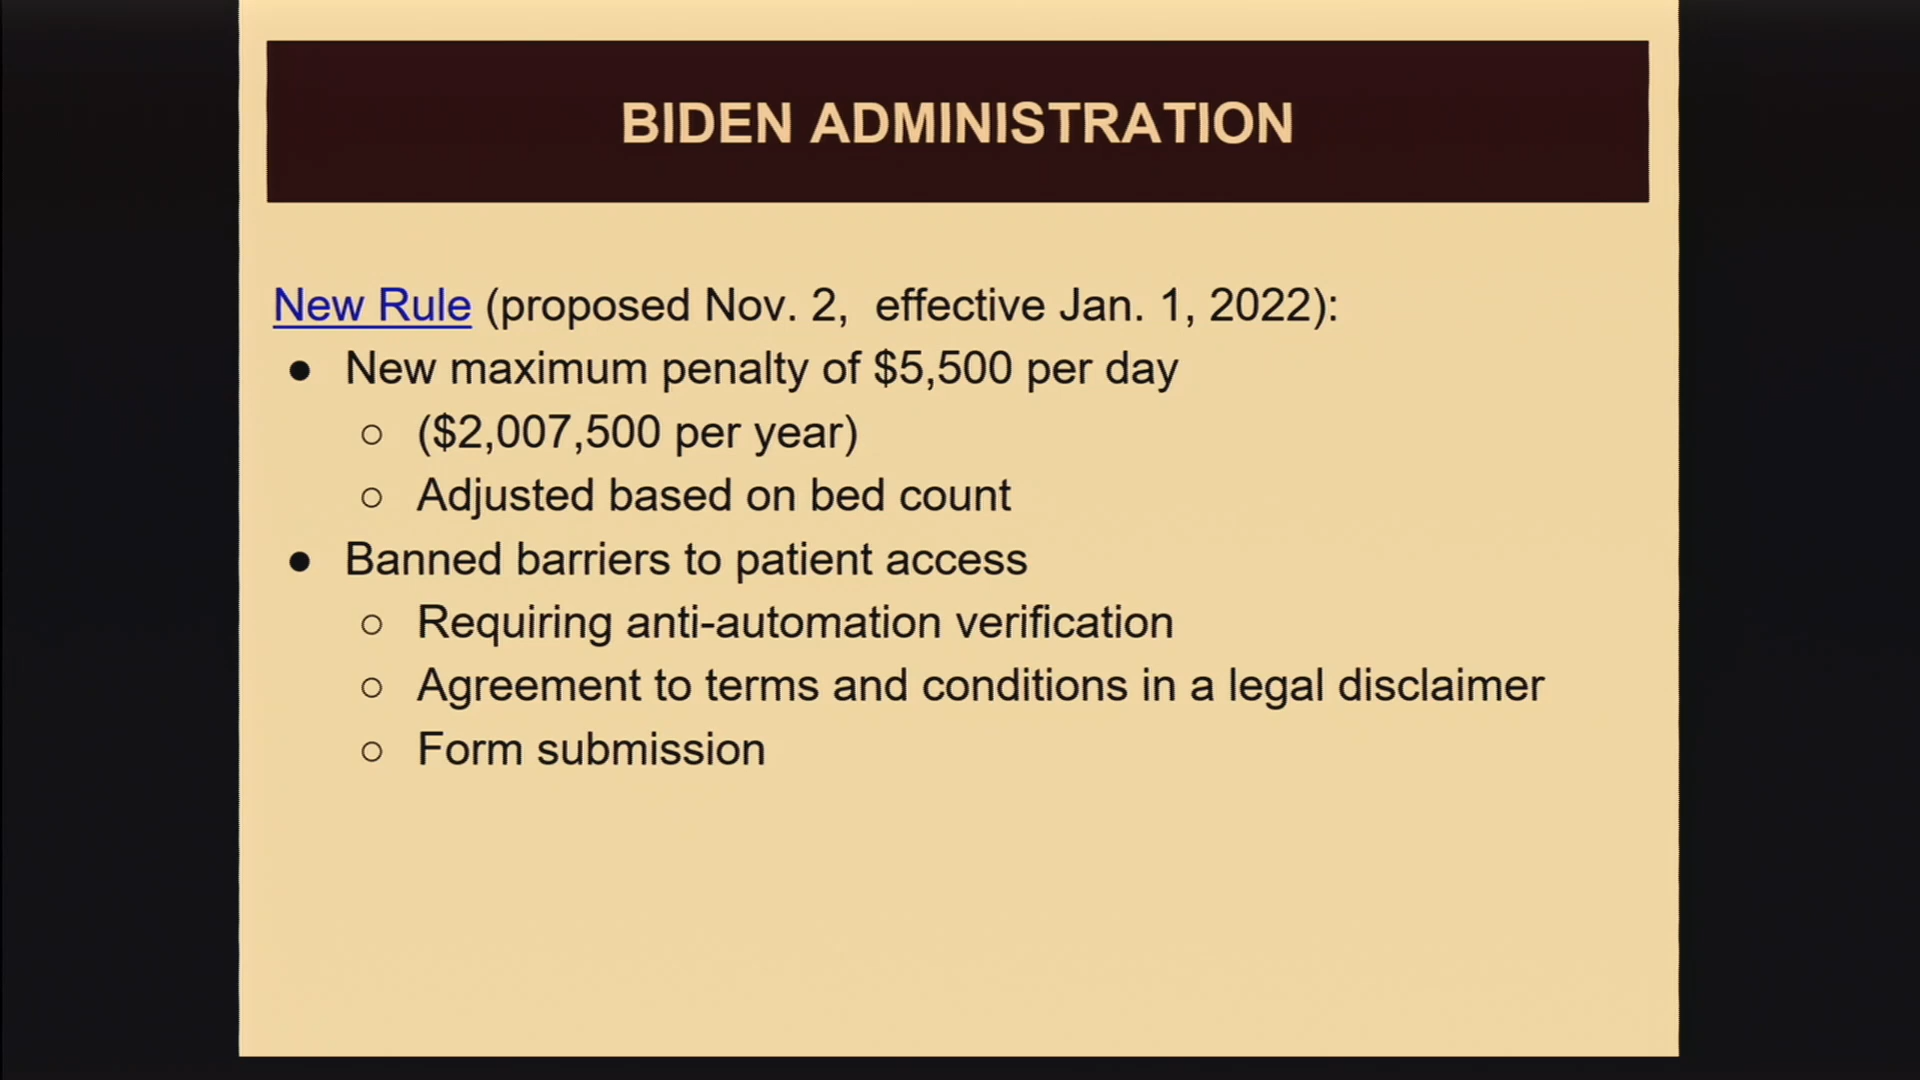 BIDEN ADMINISTRATION
New Rule (proposed Nov. 2,  effective Jan. 1, 2022):
● New maximum penalty of $5,500 per day
○ ($2,007,500 per year)
○ Adjusted based on bed count
● Banned barriers to patient access
○ Requiring anti-automation verification
○ Agreement to terms and conditions in a legal disclaimer
○ Form submission